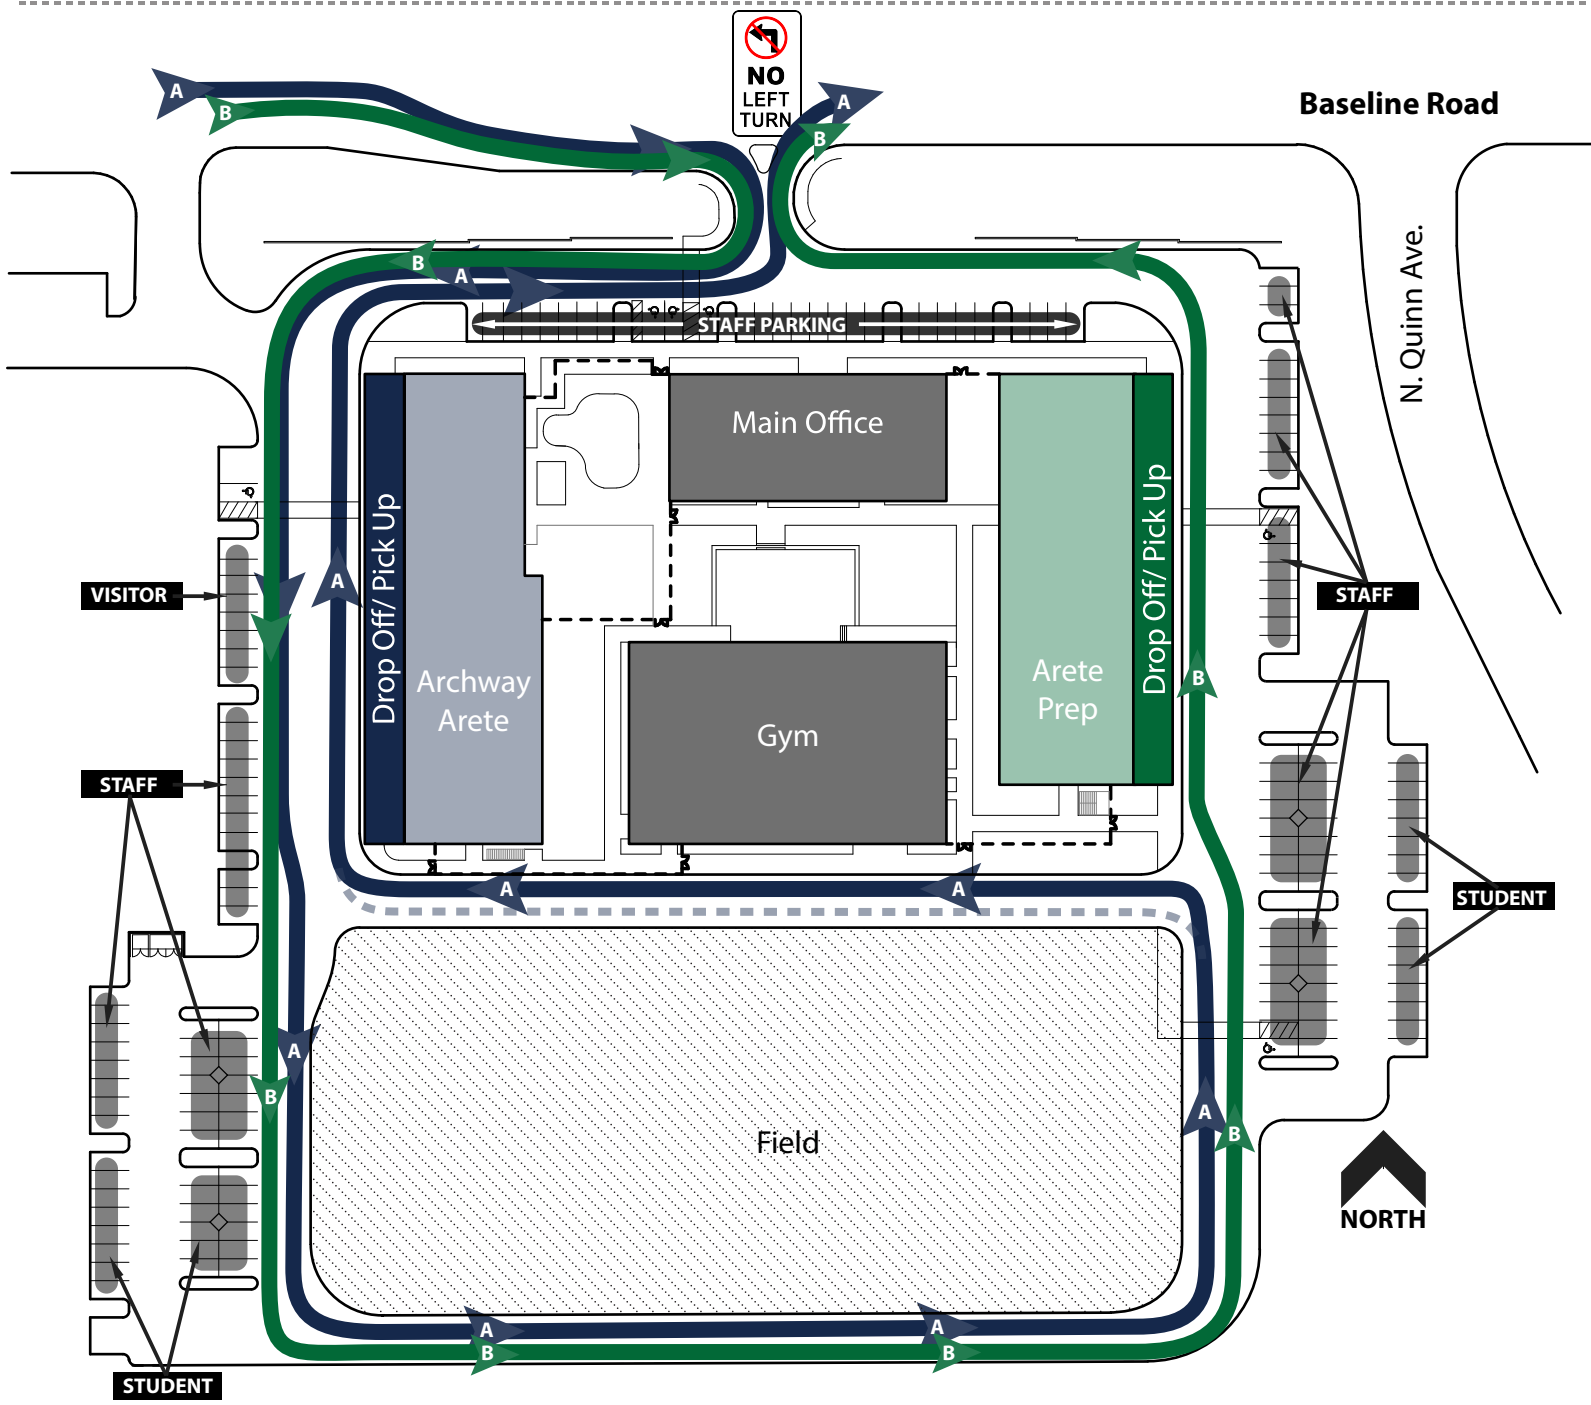 NO
LEFT
TURN
A
A
B
B
Baseline Road
B
A
N. Quinn Ave.
STAFF PARKING
Main Office
Drop Off/ Pick Up
Drop Off/ Pick Up
A
VISITOR
STAFF
Archway
Arete
Arete
Prep
B
Gym
STAFF
A
A
STUDENT
A
B
A
B
Field
NORTH
A
B
A
B
STUDENT